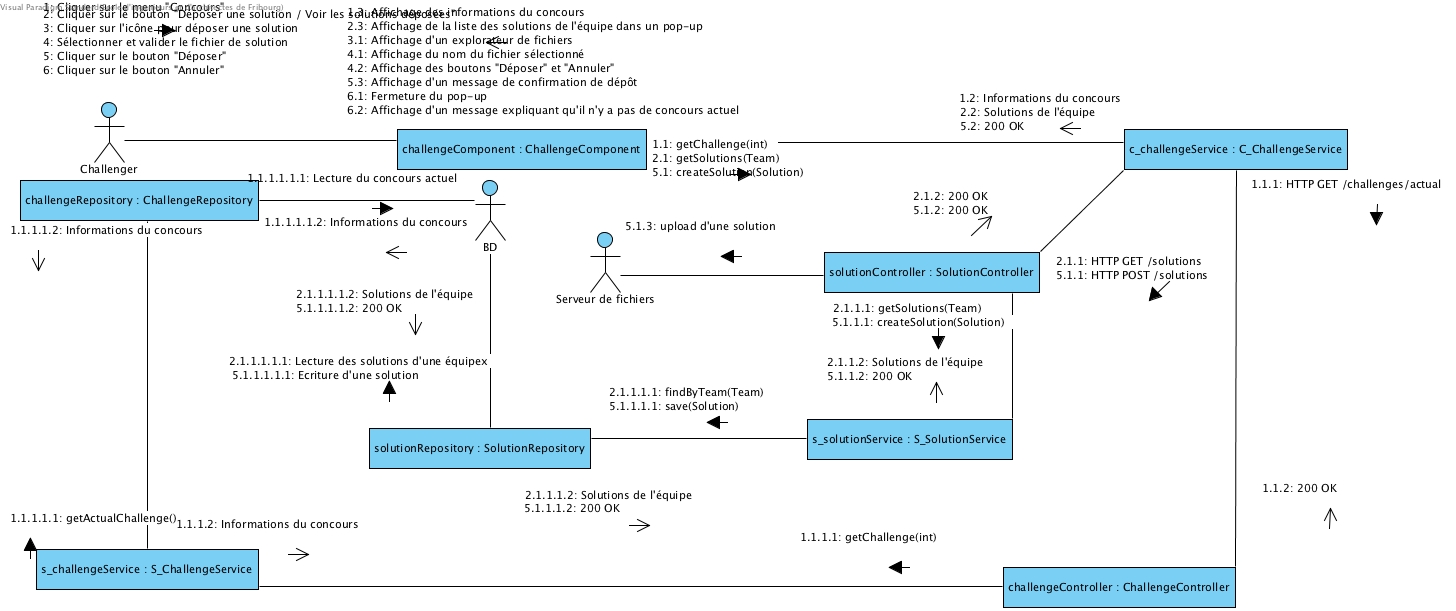 Visual Paradigm
de Fribourg)
1: Cliquer sur le menu "Concours"
2: Cliquer sur le bouton "Déposer une solution / Voir les solutions déposées"
3: Cliquer sur l'icône pour déposer une solution
4: Sélectionner et valider le fichier de solution
5: Cliquer sur le bouton "Déposer"
6: Cliquer sur le bouton "Annuler"
1.3: Affichage des informations du concours
2.3: Affichage de la liste des solutions de l'équipe dans un pop-up
3.1: Affichage d'un explorateur de fichiers
4.1: Affichage du nom du fichier sélectionné
4.2: Affichage des boutons "Déposer" et "Annuler"
5.3: Affichage d'un message de confirmation de dépôt
6.1: Fermeture du pop-up
6.2: Affichage d'un message expliquant qu'il n'y a pas de concours actuel
1.2: Informations du concours
2.2: Solutions de l'équipe
5.2: 200 OK
Challenger
challengeComponent : ChallengeComponent
1.1: getChallenge(int)
2.1: getSolutions(Team)
5.1: createSolution(Solution)
c_challengeService : C_ChallengeService
1.1.1: HTTP GET /challenges/actual
1.1.1.1.1.1: Lecture du concours actuel
challengeRepository : ChallengeRepository
1.1.1.1.1.2: Informations du concours
1.1.1.1.2: Informations du concours
BD
2.1.2: 200 OK
5.1.2: 200 OK
5.1.3: upload d'une solution
Serveur de fichiers
solutionController : SolutionController
2.1.1: HTTP GET /solutions
5.1.1: HTTP POST /solutions
2.1.1.1.1.2: Solutions de l'équipe
5.1.1.1.1.2: 200 OK
2.1.1.1: getSolutions(Team)
5.1.1.1: createSolution(Solution)
2.1.1.1.1.1: Lecture des solutions d'une équipex
5.1.1.1.1.1: Ecriture d'une solution
2.1.1.2: Solutions de l'équipe
5.1.1.2: 200 OK
2.1.1.1.1: findByTeam(Team)
5.1.1.1.1: save(Solution)
solutionRepository : SolutionRepository
s_solutionService : S_SolutionService
2.1.1.1.2: Solutions de l'équipe
5.1.1.1.2: 200 OK
1.1.2: 200 OK
1.1.1.1.1: getActualChallenge()
1.1.1.2: Informations du concours
1.1.1.1: getChallenge(int)
s_challengeService : S_ChallengeService
challengeController : ChallengeController